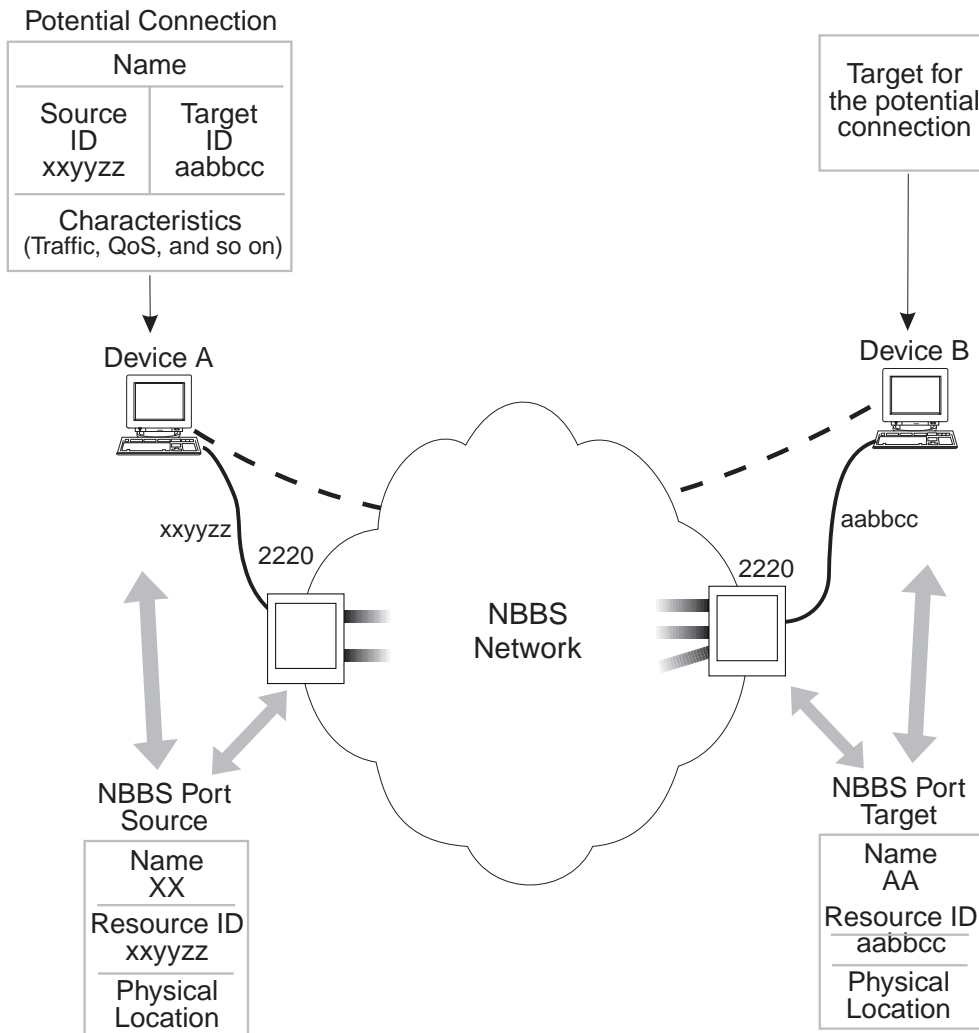 Potential Connection
Name
Source
ID
xxyyzz
Target
ID
aabbcc
Characteristics
(Traffic, QoS, and so on)
Target for
the potential
connection
Device A
Device B
xxyyzz
aabbcc
2220
2220
NBBS
Network
NBBS Port
Source
Name
XX
Resource ID
xxyyzz
Physical
Location
NBBS Port
Target
Name
AA
Resource ID
aabbcc
Physical
Location